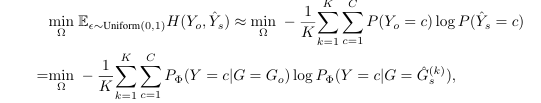 \min_{\Omega} \mathbb{E}_{\epsilon \sim \text{Uniform}(0,1)} H(Y_o, \hat{Y}_s) \approx \min_{\Omega} -\frac{1}{K} \sum_{k=1}^{K} \sum_{c=1}^{C} P(Y_o = c) \log P(\hat{Y}_s = c)
= \min_{\Omega} -\frac{1}{K} \sum_{k=1}^{K} \sum_{c=1}^{C} P_{\Phi}(Y = c | G = G_o) \log P_{\Phi}(Y = c | G = \hat{G}_s^{(k)}),